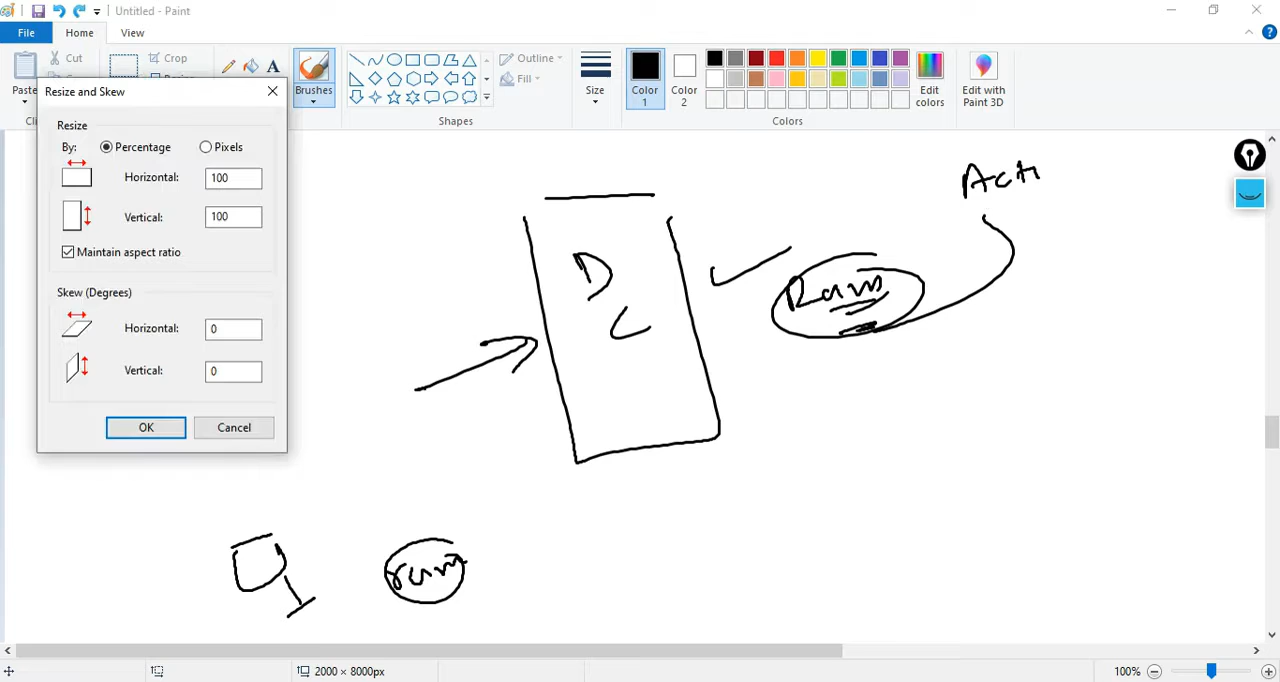 Untitled - Paint
File
Home
View
Paste
Cut
Crop
Brushes
Outline
Fill
Shapes
Size
Color 1
Color 2
Edit colors
Edit with Paint 3D
Colors
Resize and Skew
Resize
By:
Percentage
Pixels
Horizontal:
100
Vertical:
100
Maintain aspect ratio
Skew (Degrees)
Horizontal:
0
Vertical:
0
OK
Cancel
Acti
D
C
Ram
ram
2000 × 8000px
100%